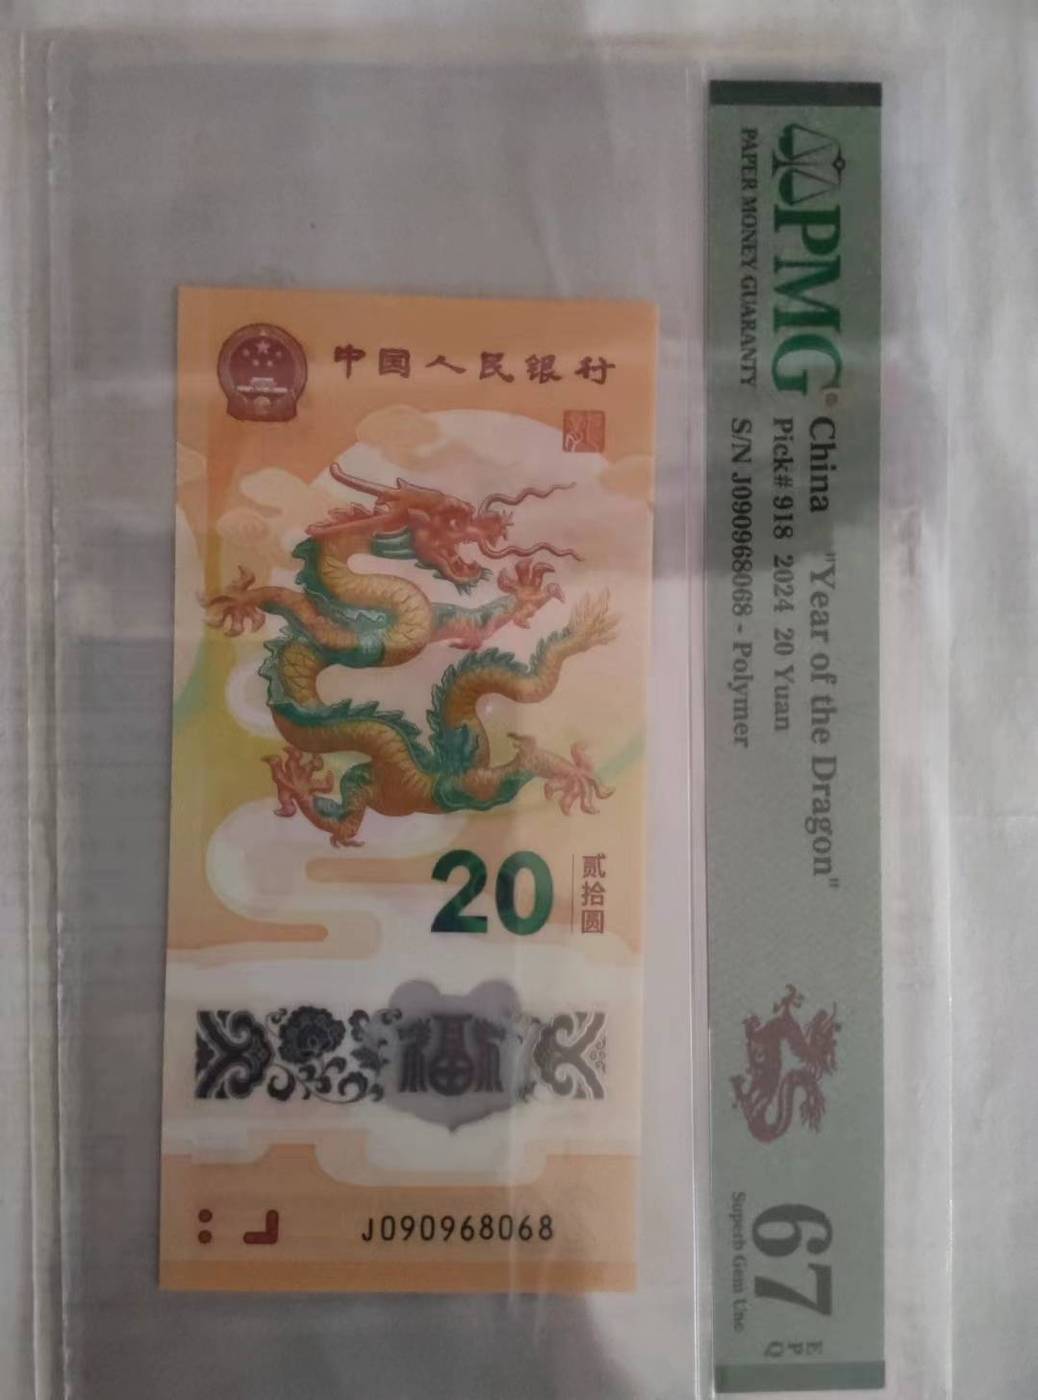 中国人民银行
20
贰拾圆
J090968068
PMG
PAPER MONEY GUARANTY
China "Year of the Dragon"
Pick# 918 2024 20 Yuan
S/N J090968068 - Polymer
67
EPQ
Superb Gem Unc